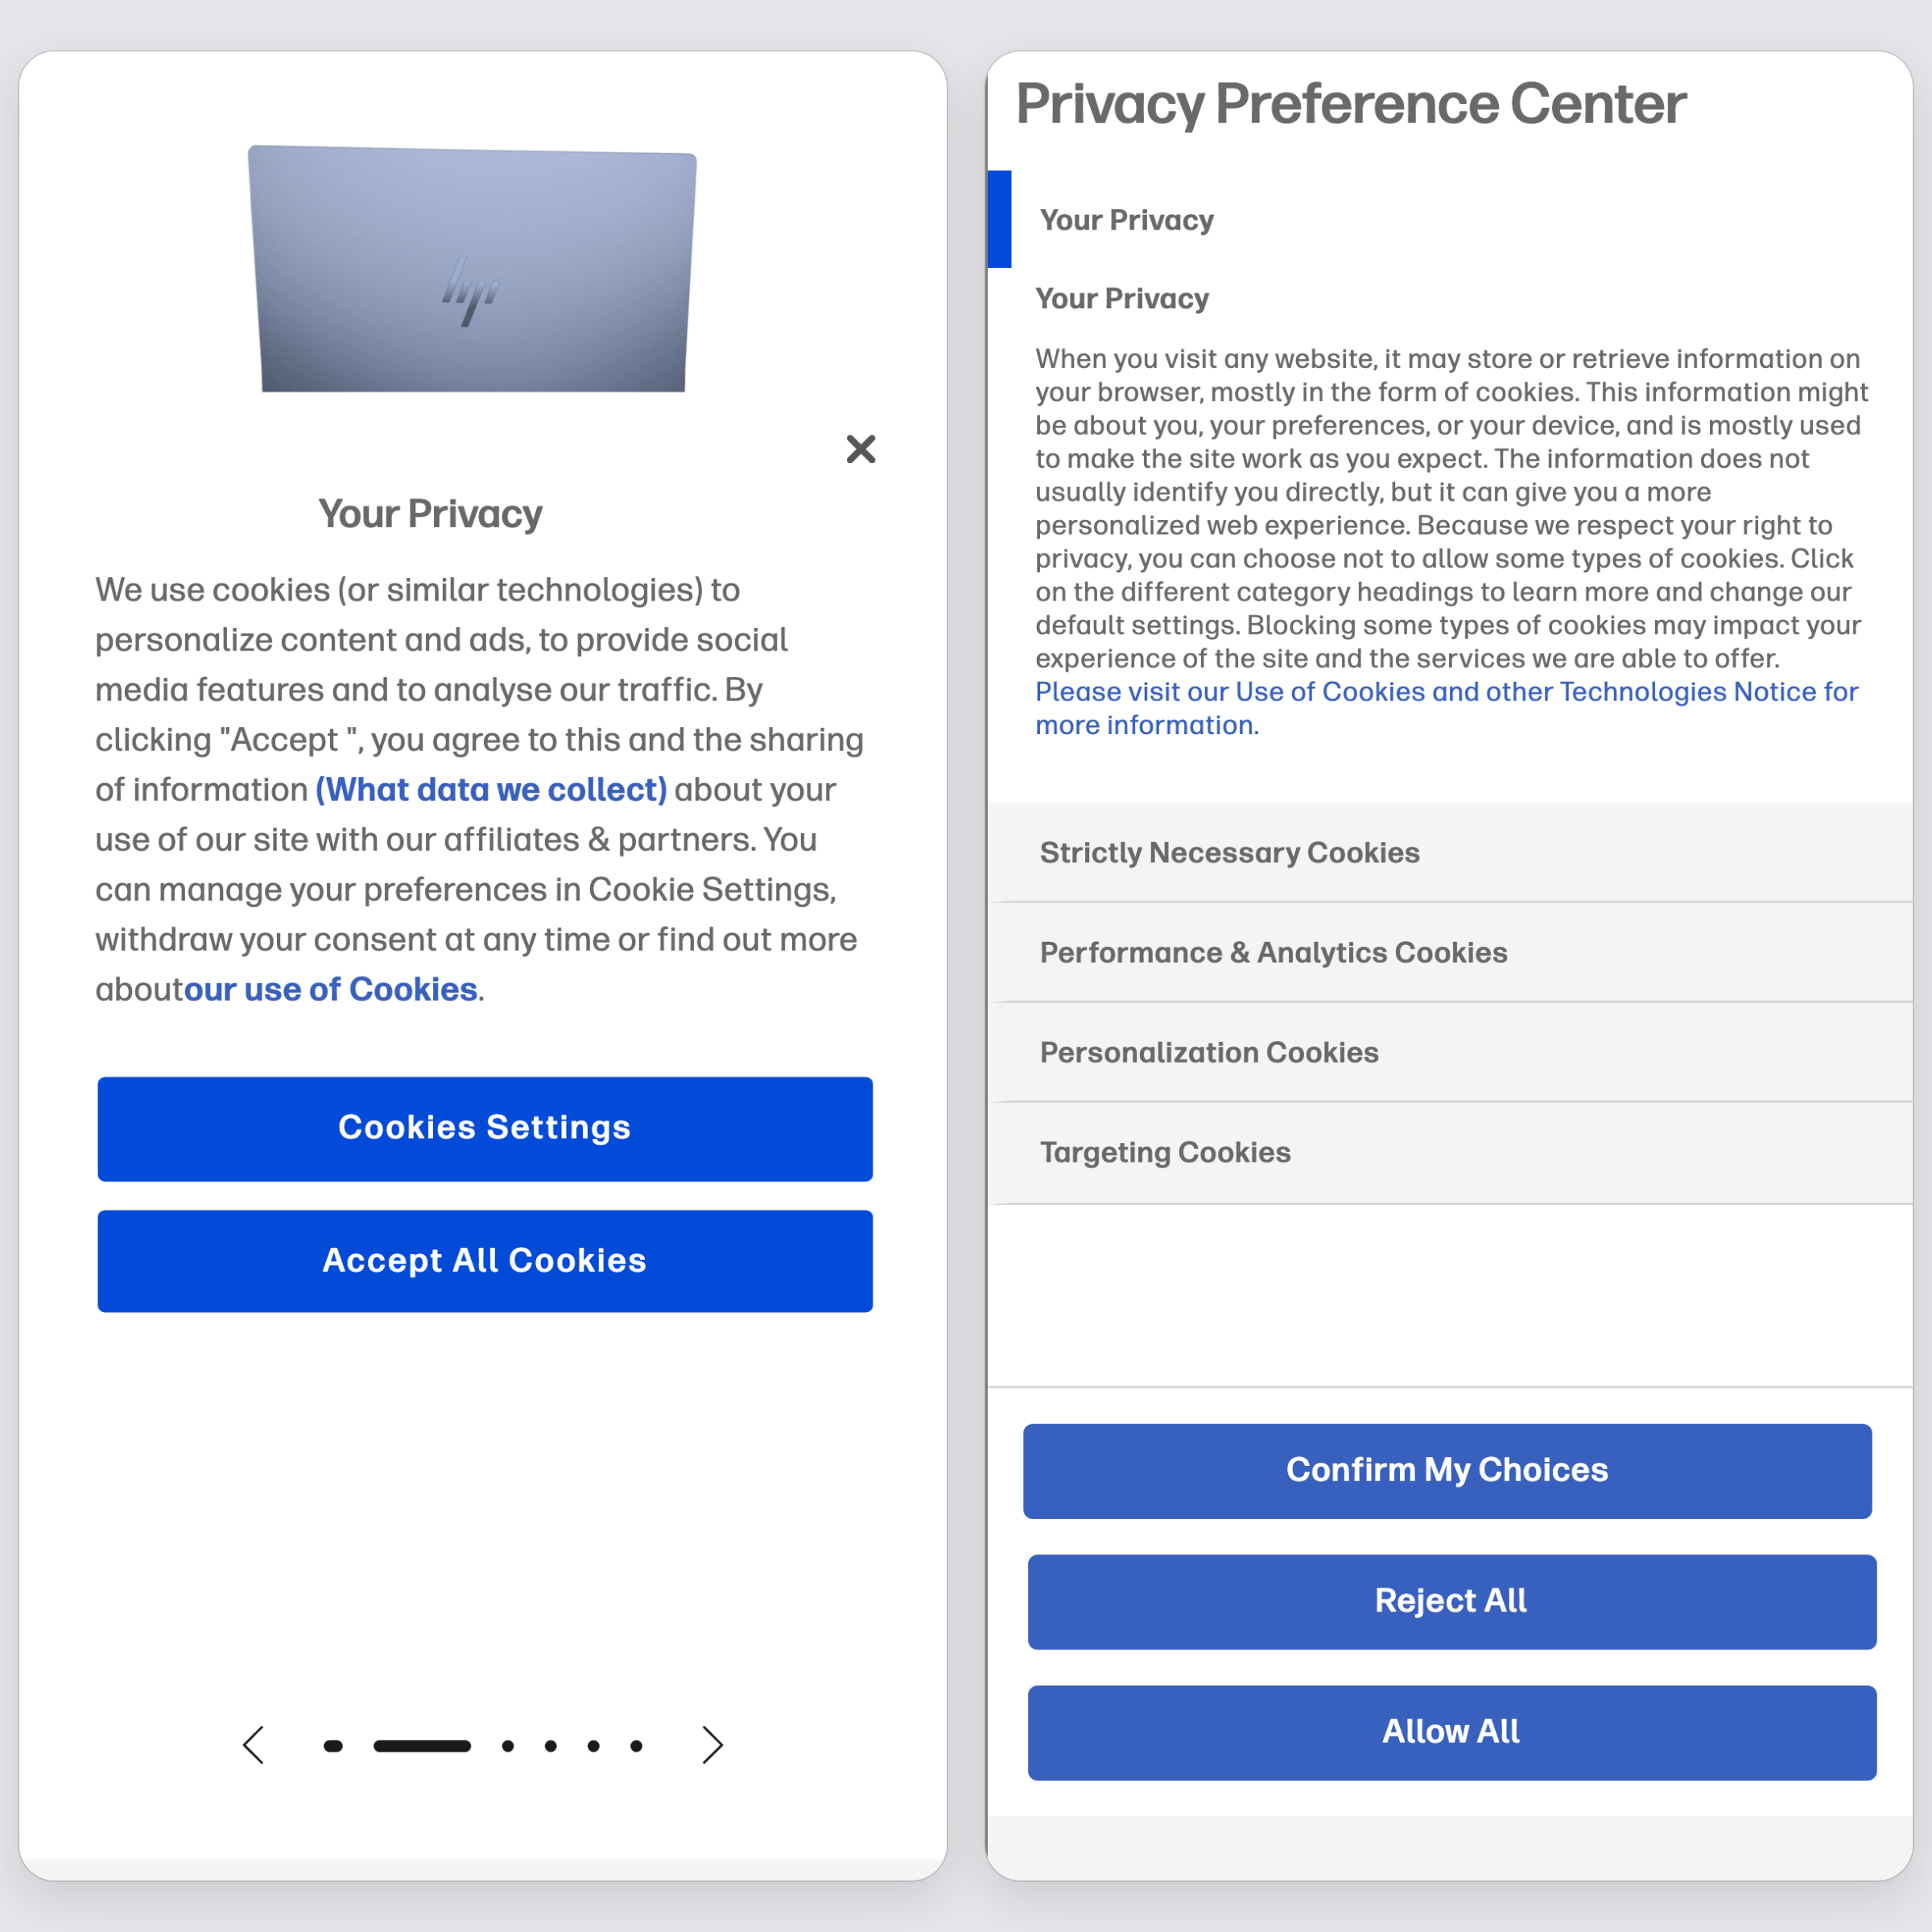 hp
Your Privacy
We use cookies (or similar technologies) to
personalize content and ads, to provide social
media features and to analyse our traffic. By
clicking "Accept ", you agree to this and the sharing
of information (What data we collect) about your
use of our site with our affiliates & partners. You
can manage your preferences in Cookie Settings,
withdraw your consent at any time or find out more
aboutour use of Cookies.
Cookies Settings
Accept All Cookies
Privacy Preference Center
Your Privacy
Your Privacy
When you visit any website, it may store or retrieve information on
your browser, mostly in the form of cookies. This information might
be about you, your preferences, or your device, and is mostly used
to make the site work as you expect. The information does not
usually identify you directly, but it can give you a more
personalized web experience. Because we respect your right to
privacy, you can choose not to allow some types of cookies. Click
on the different category headings to learn more and change our
default settings. Blocking some types of cookies may impact your
experience of the site and the services we are able to offer.
Please visit our Use of Cookies and other Technologies Notice for
more information.
Strictly Necessary Cookies
Performance & Analytics Cookies
Personalization Cookies
Targeting Cookies
Confirm My Choices
Reject All
Allow All